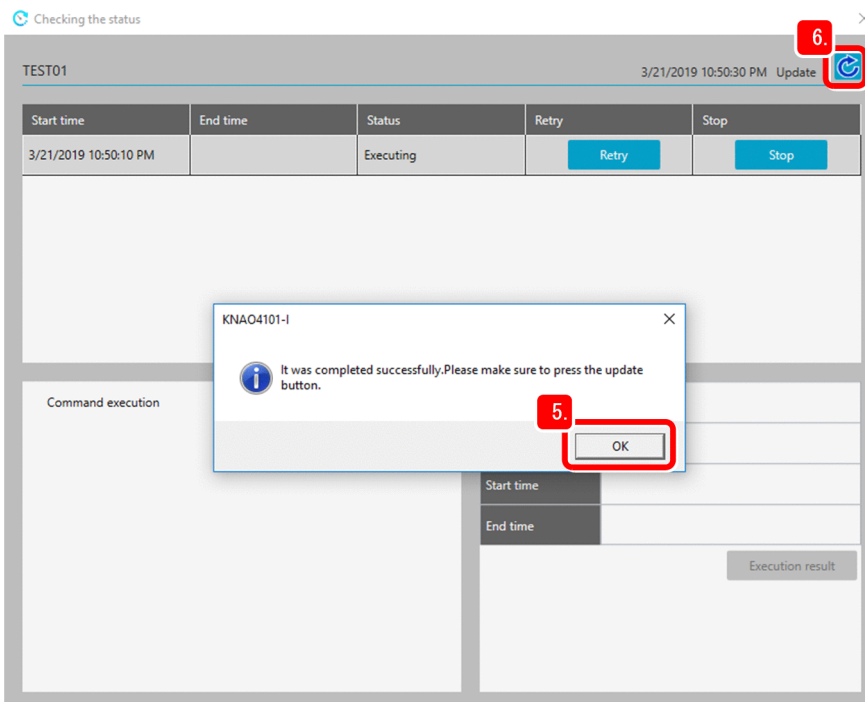 Checking the status
6.
TEST01
3/21/2019 10:50:30 PM Update
Start time End time Status Retry Stop
3/21/2019 10:50:10 PM Executing Retry Stop
KNAO4101-I
It was completed successfully.Please make sure to press the update
button.
5.
OK
Command execution
Start time
End time
Execution result